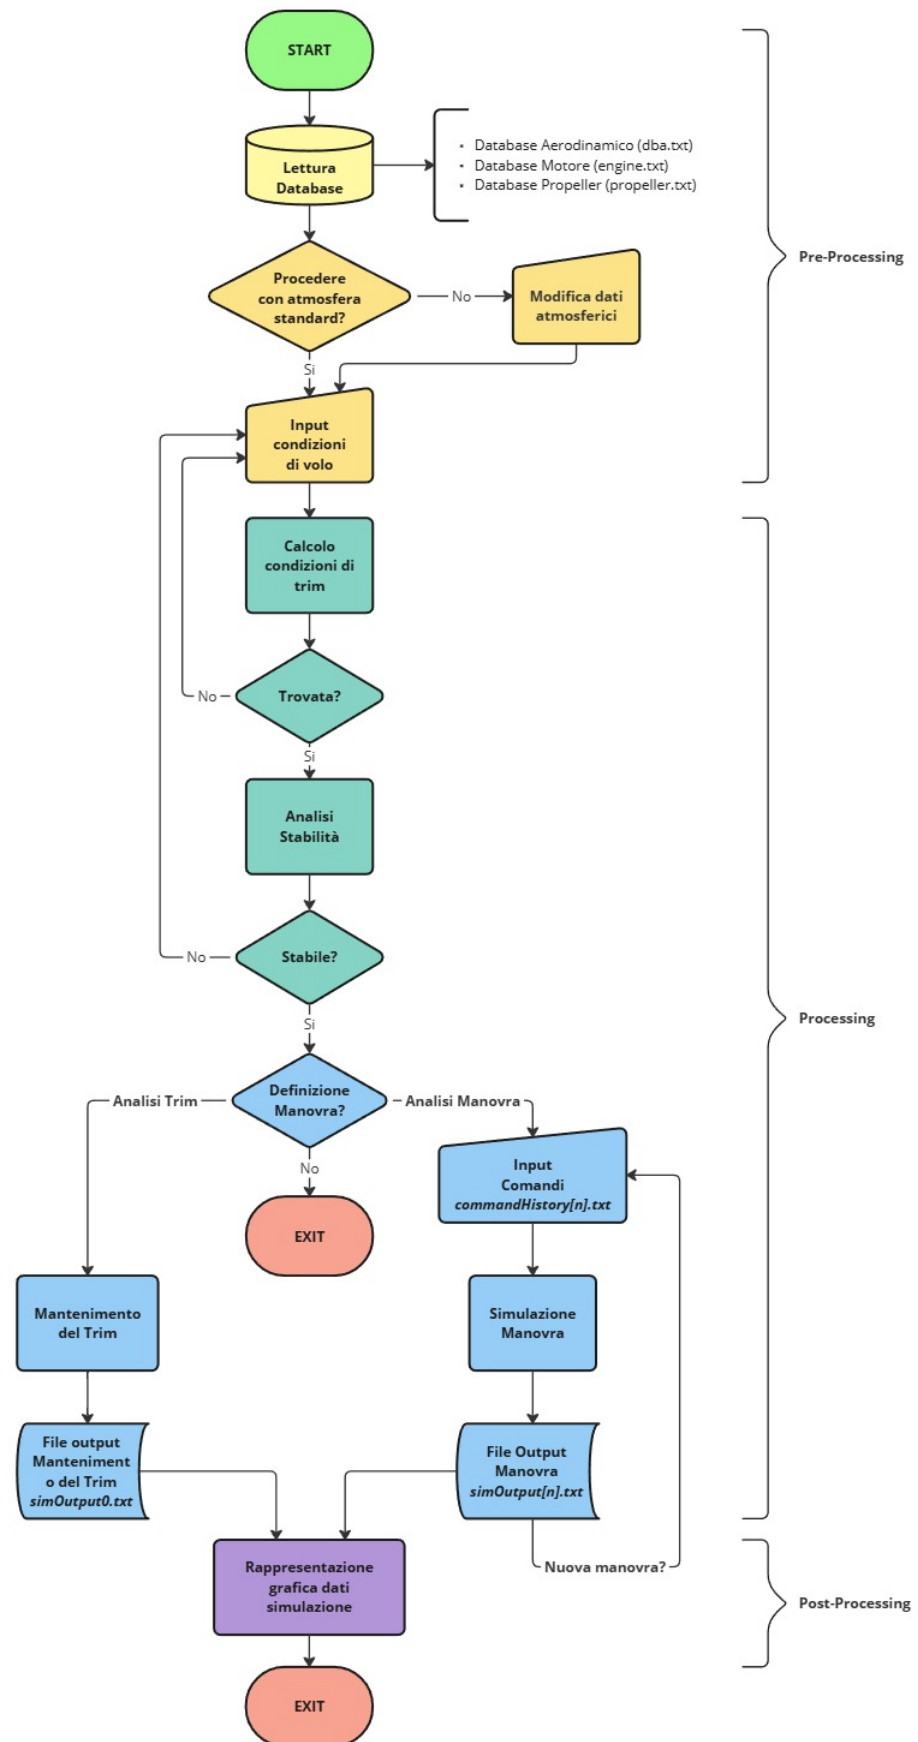 START
Lettura
Database
Database Aerodinamico (dba.txt)
Database Motore (engine.txt)
Database Propeller (propeller.txt)
Pre-Processing
Procedere
con atmosfera
standard?
No
Modifica dati
atmosferici
Si
Input
condizioni
di volo
Calcolo
condizioni di
trim
Trovata?
No
Si
Analisi
Stabilità
Stabile?
No
Si
Processing
Definizione
Manovra?
Analisi Trim
Analisi Manovra
No
Input
Comandi
commandHistory[n].txt
EXIT
Mantenimento
del Trim
Simulazione
Manovra
File output
Manteniment
o del Trim
simOutput0.txt
File Output
Manovra
simOutput[n].txt
Nuova manovra?
Rappresentazione
grafica dati
simulazione
Post-Processing
EXIT